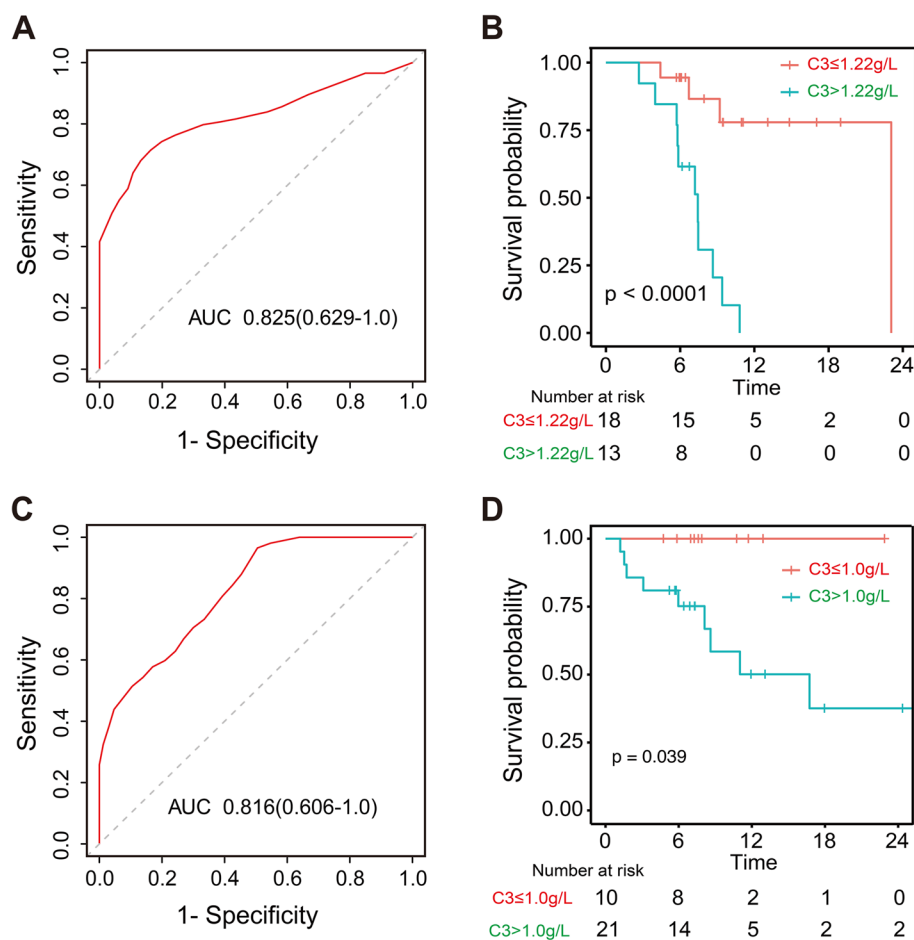 A
1.0
0.8
0.6
0.4
0.2
0.0
Sensitivity
AUC 0.825(0.629-1.0)
0.0 0.2 0.4 0.6 0.8 1.0
1- Specificity
B
1.00
0.75
0.50
0.25
0.00
Survival probability
C3≤1.22g/L
C3>1.22g/L
p < 0.0001
0 6 12 18 24
Time
Number at risk
C3≤1.22g/L 18 15 5 2 0
C3>1.22g/L 13 8 0 0 0
C
1.0
0.8
0.6
0.4
0.2
0.0
Sensitivity
AUC 0.816(0.606-1.0)
0.0 0.2 0.4 0.6 0.8 1.0
1- Specificity
D
1.00
0.75
0.50
0.25
0.00
Survival probability
C3≤1.0g/L
C3>1.0g/L
p = 0.039
0 6 12 18 24
Time
Number at risk
C3≤1.0g/L 10 8 2 1 0
C3>1.0g/L 21 14 5 2 2